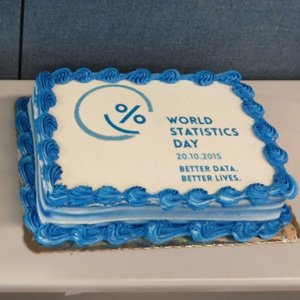 %
WORLD
STATISTICS
DAY
20.10.2015
BETTER DATA.
BETTER LIVES.